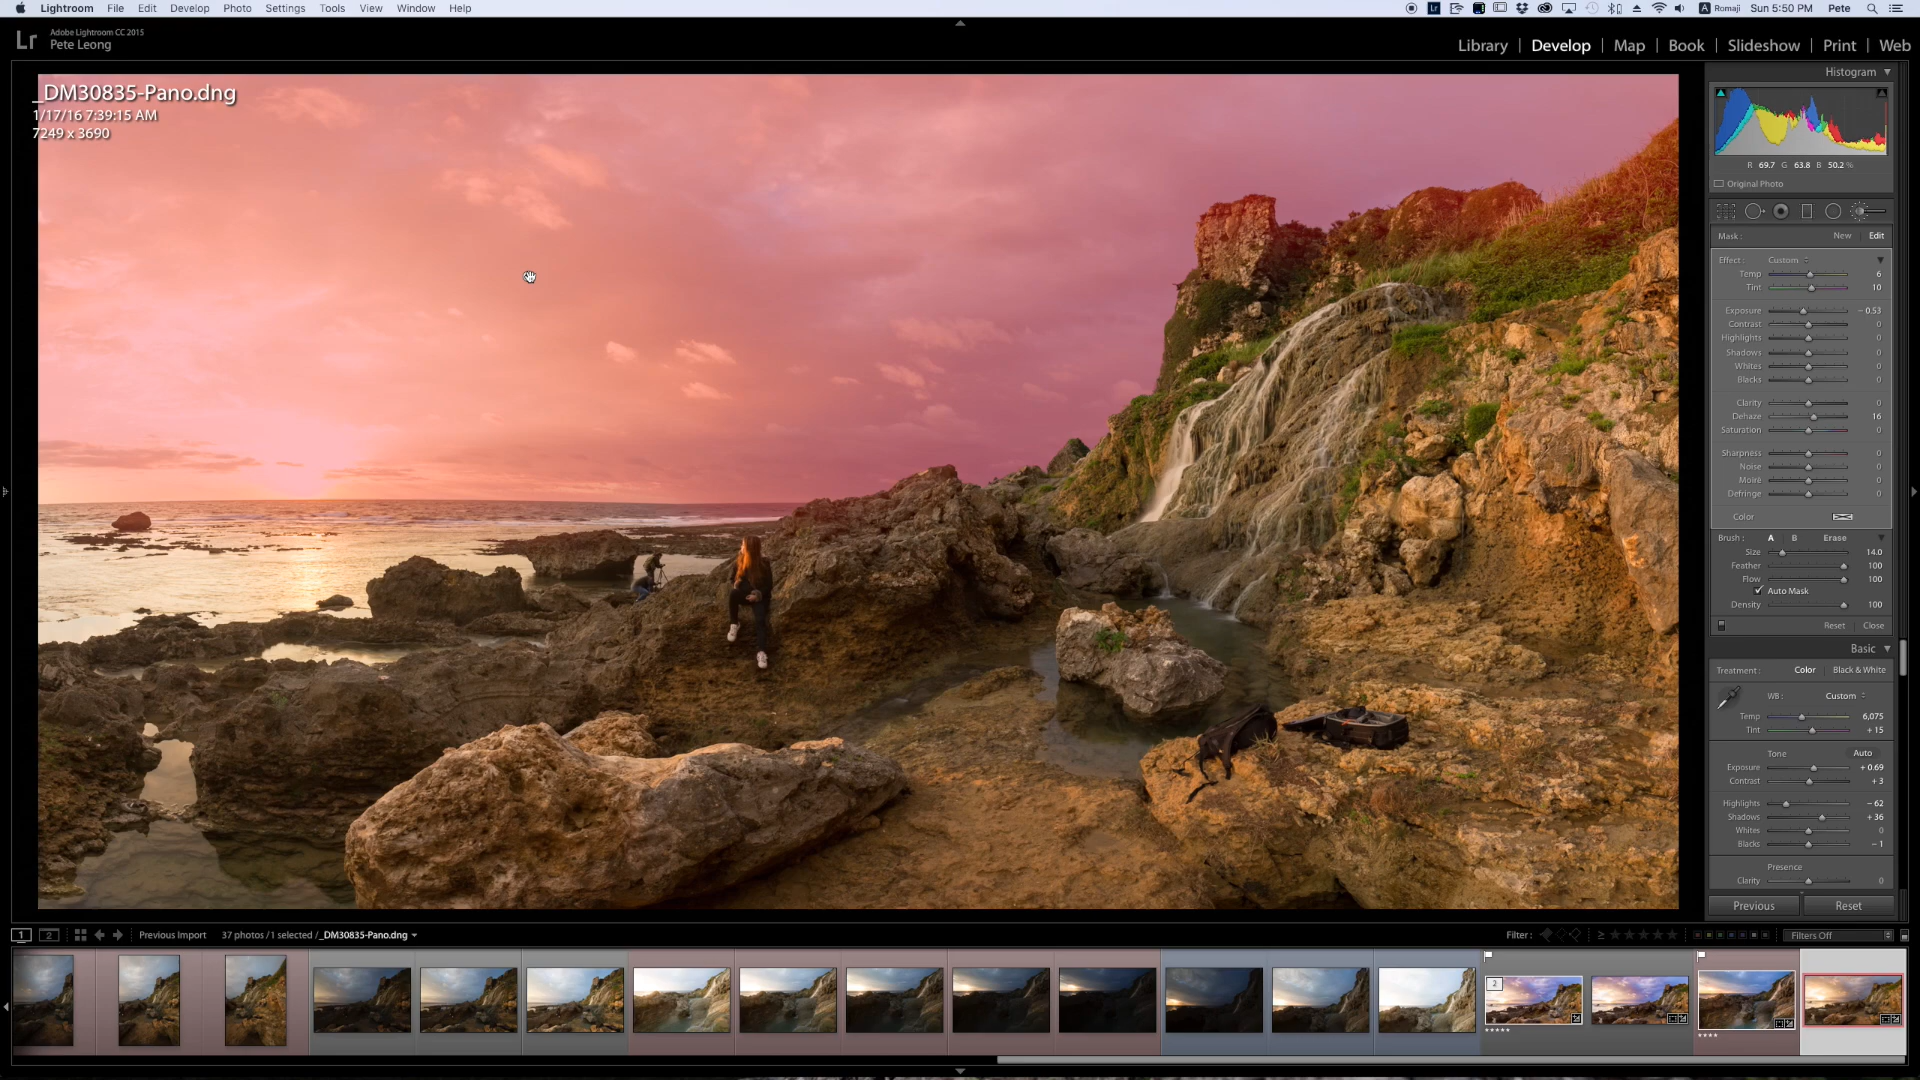 Lightroom File Edit Develop Photo Settings Tools View Window Help
Romaji Sun 5:50 PM Pete
Lr Adobe Lightroom CC 2015
Pete Leong
Library | Develop | Map | Book | Slideshow | Print | Web
_DM30835-Pano.dng
1/17/16 7:39:15 AM
7249 x 3690
Histogram
R 69.7 G 63.8 B 50.2 %
Original Photo
Mask : New Edit
Effect : Custom
Temp 6
Tint 10
Exposure - 0.53
Contrast 0
Highlights 0
Shadows 0
Whites 0
Blacks 0
Clarity 0
Dehaze 16
Saturation 0
Sharpness 0
Noise 0
Moiré 0
Defringe 0
Color
Brush : A B Erase
Size 14.0
Feather 100
Flow 100
Auto Mask
Density 100
Reset Close
Basic
Treatment : Color | Black & White
WB : Custom
Temp 6,075
Tint + 15
Tone Auto
Exposure + 0.69
Contrast + 3
Highlights - 62
Shadows + 36
Whites 0
Blacks - 1
Presence
Clarity 0
Previous Reset
1 2 Previous Import 37 photos / 1 selected / _DM30835-Pano.dng
Filter : Filters Off
2